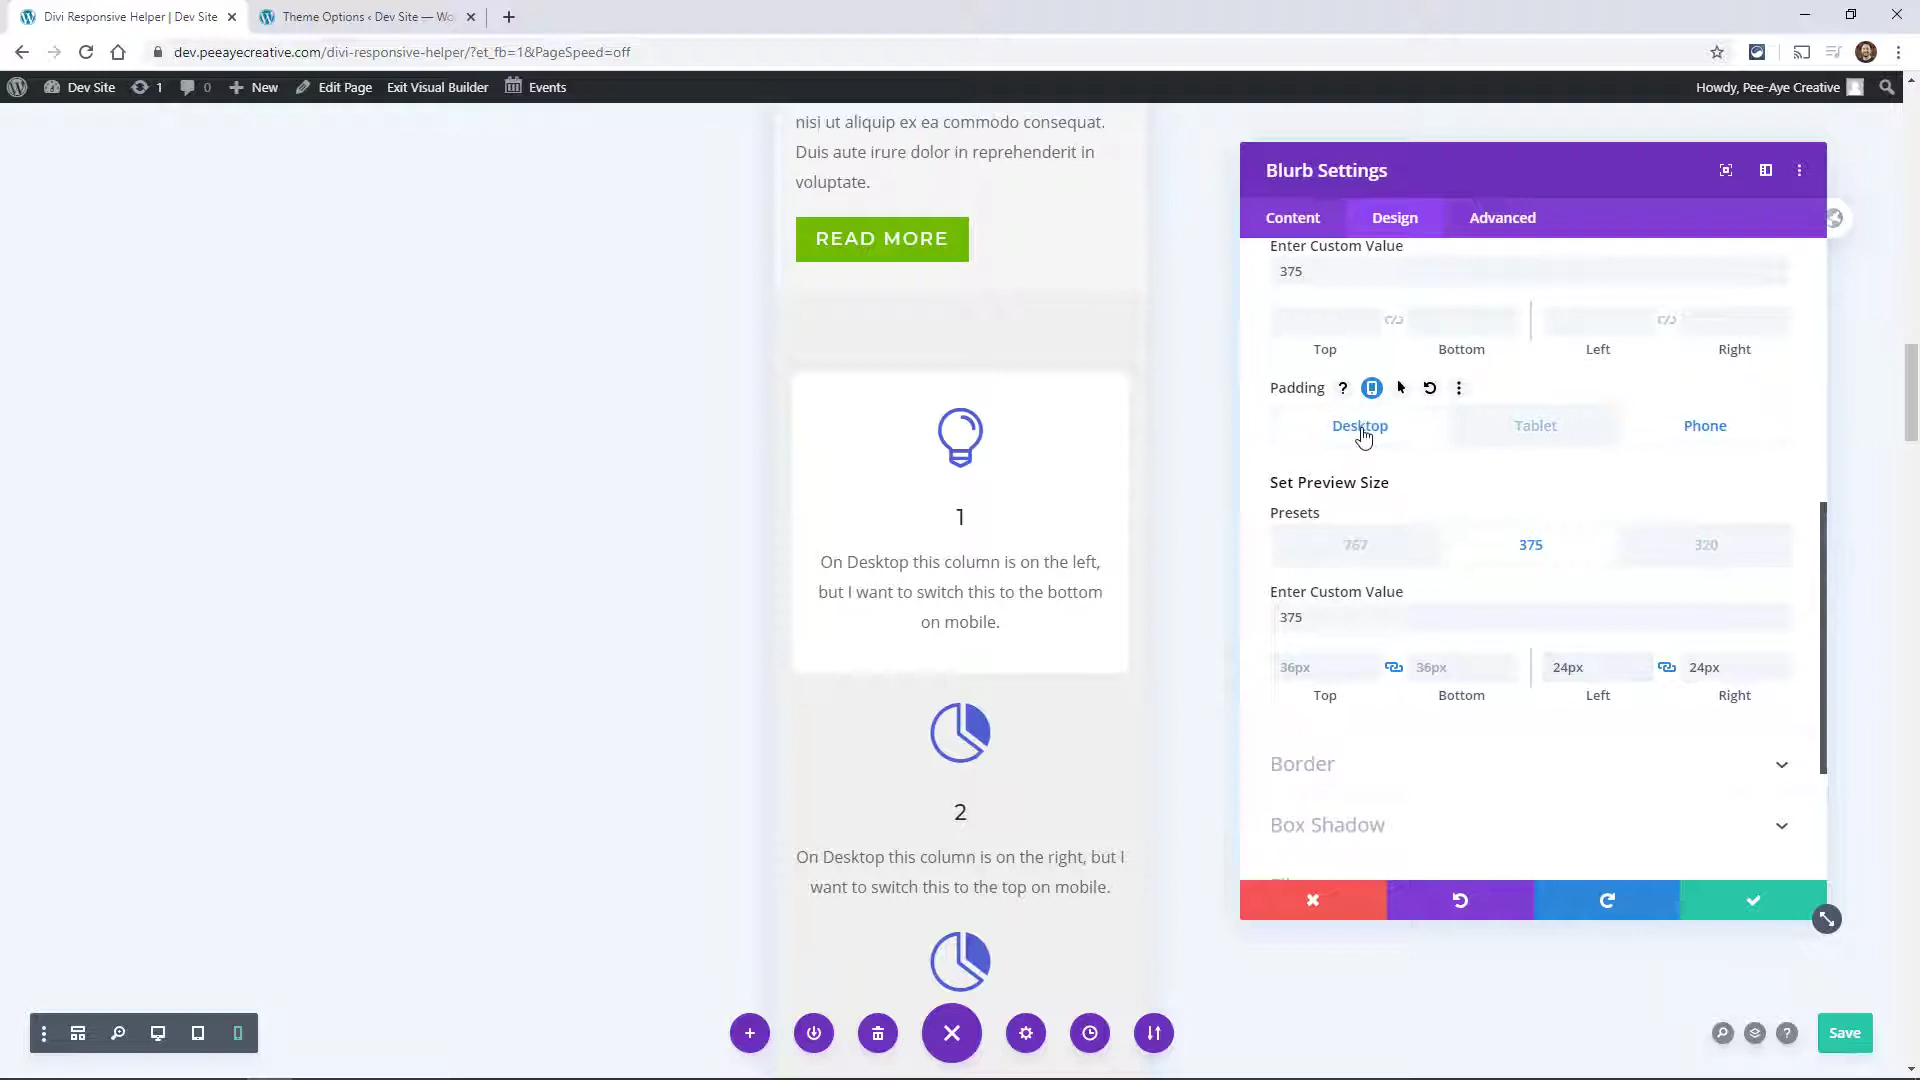 Divi Responsive Helper | Dev Site
Theme Options ‹ Dev Site — Wo
dev.peeayecreative.com/divi-responsive-helper/?et_fb=1&PageSpeed=off
Dev Site 1 0 New Edit Page Exit Visual Builder Events Howdy, Pee-Aye Creative
nisi ut aliquip ex ea commodo consequat.
Duis aute irure dolor in reprehenderit in
voluptate.
READ MORE
1
On Desktop this column is on the left,
but I want to switch this to the bottom
on mobile.
2
On Desktop this column is on the right, but I
want to switch this to the top on mobile.
Blurb Settings
Content Design Advanced
Enter Custom Value
375
Top Bottom Left Right
Padding ?
Desktop Tablet Phone
Set Preview Size
Presets
767 375 320
Enter Custom Value
375
36px 36px 24px 24px
Top Bottom Left Right
Border
Box Shadow
? Save